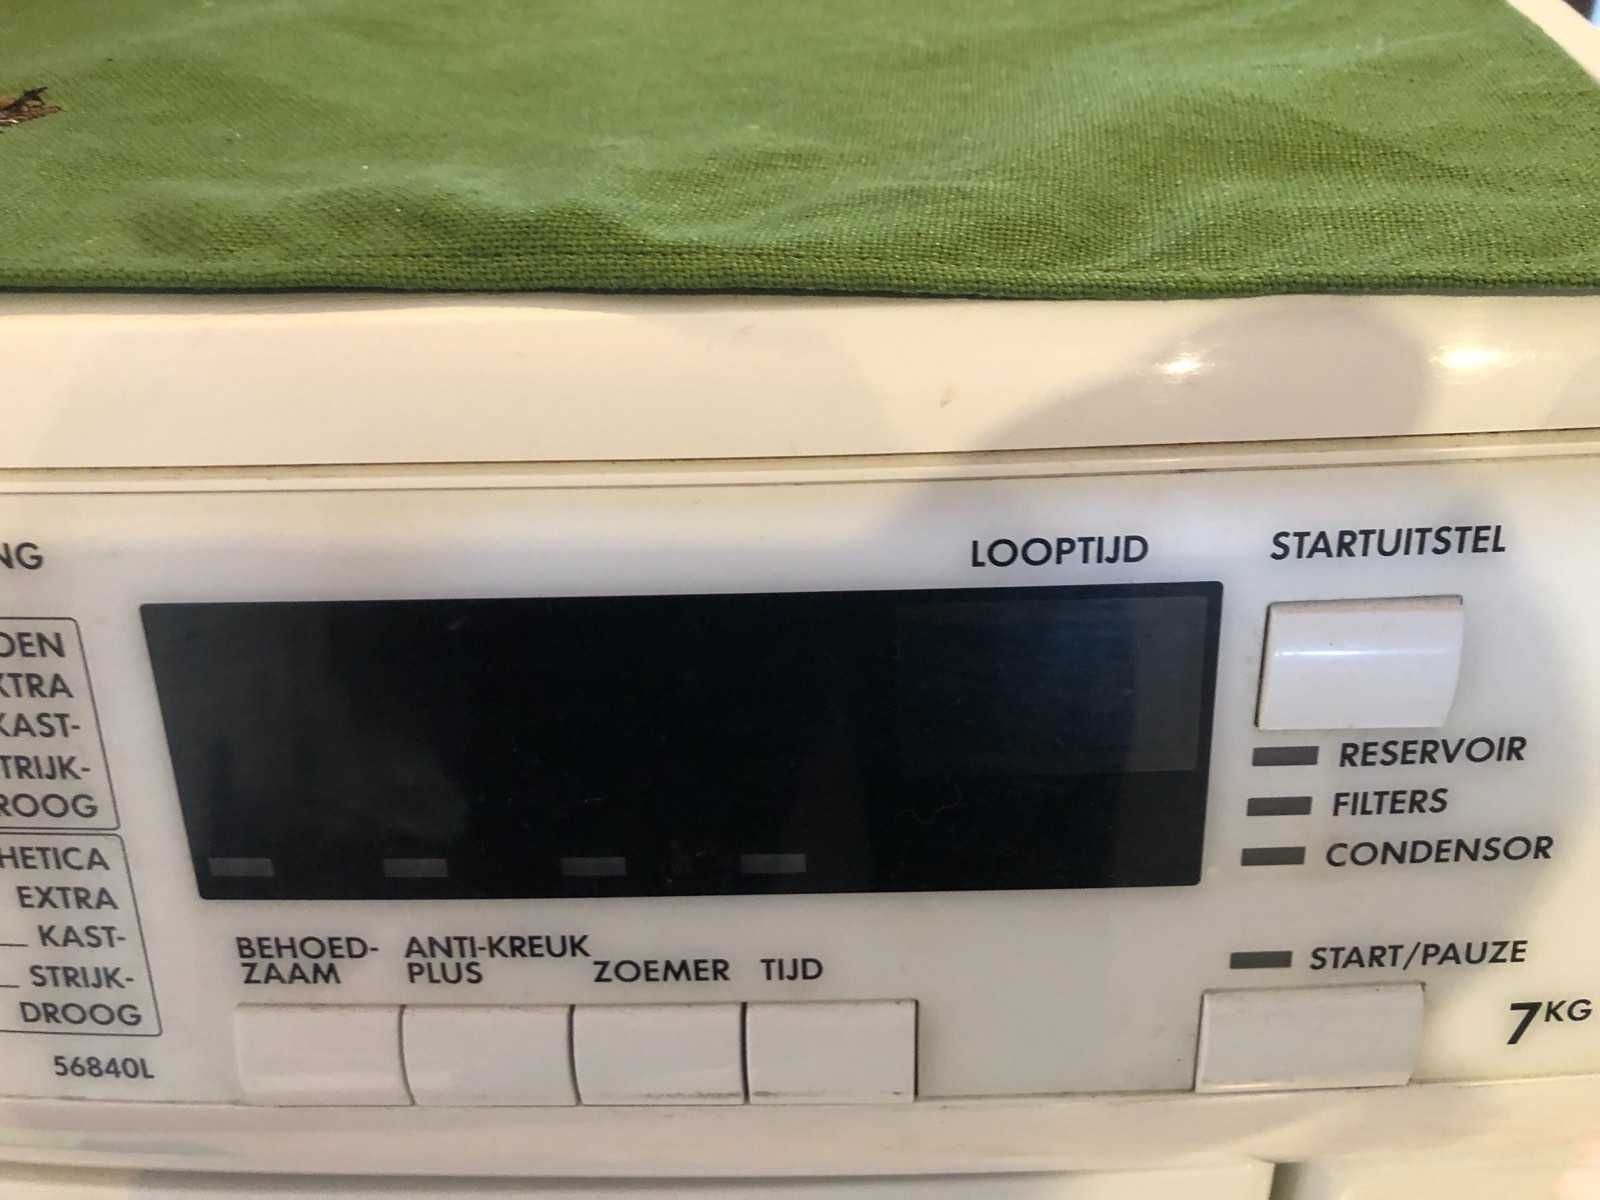 NG
LOOPTIJD
STARTUITSTEL
DEN
XTRA
KAST-
TRIJK-
ROOG
HETICA
EXTRA
KAST-
STRIJK-
DROOG
56840L
RESERVOIR
FILTERS
CONDENSOR
BEHOED-
ZAAM
ANTI-KREUK
PLUS
ZOEMER
TIJD
START/PAUZE
7KG